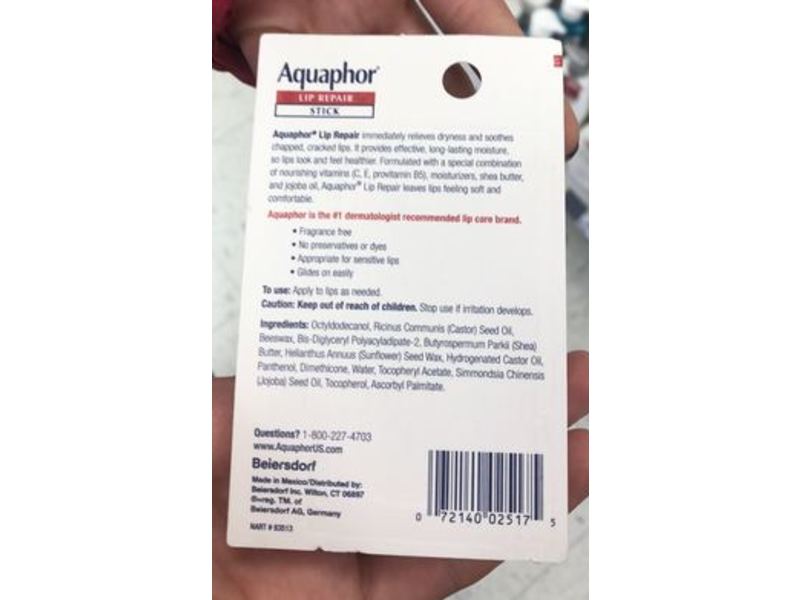 Aquaphor®
LIP REPAIR
STICK
Aquaphor® Lip Repair immediately relieves dryness and soothes
chapped, cracked lips. It provides effective, long-lasting moisture,
so lips look and feel healthier. Formulated with a special combination
of nourishing vitamins (C, E, provitamin B5), moisturizers, shea butter,
and jojoba oil, Aquaphor® Lip Repair leaves lips feeling soft and
comfortable.
Aquaphor is the #1 dermatologist recommended lip care brand.
• Fragrance free
• No preservatives or dyes
• Appropriate for sensitive lips
• Glides on easily
To use: Apply to lips as needed.
Caution: Keep out of reach of children. Stop use if irritation develops.
Ingredients: Octyldodecanol, Ricinus Communis (Castor) Seed Oil,
Beeswax, Bis-Diglyceryl Polyacyladipate-2, Butyrospermum Parkii (Shea)
Butter, Helianthus Annuus (Sunflower) Seed Wax, Hydrogenated Castor Oil,
Panthenol, Dimethicone, Water, Tocopheryl Acetate, Simmondsia Chinensis
(Jojoba) Seed Oil, Tocopherol, Ascorbyl Palmitate.
Questions? 1-800-227-4703
www.AquaphorUS.com
Beiersdorf
Made in Mexico/Distributed by:
Beiersdorf Inc. Wilton, CT 06897
®=reg. TM. of
Beiersdorf AG, Germany
NART # 83513
0 72140 02517 5